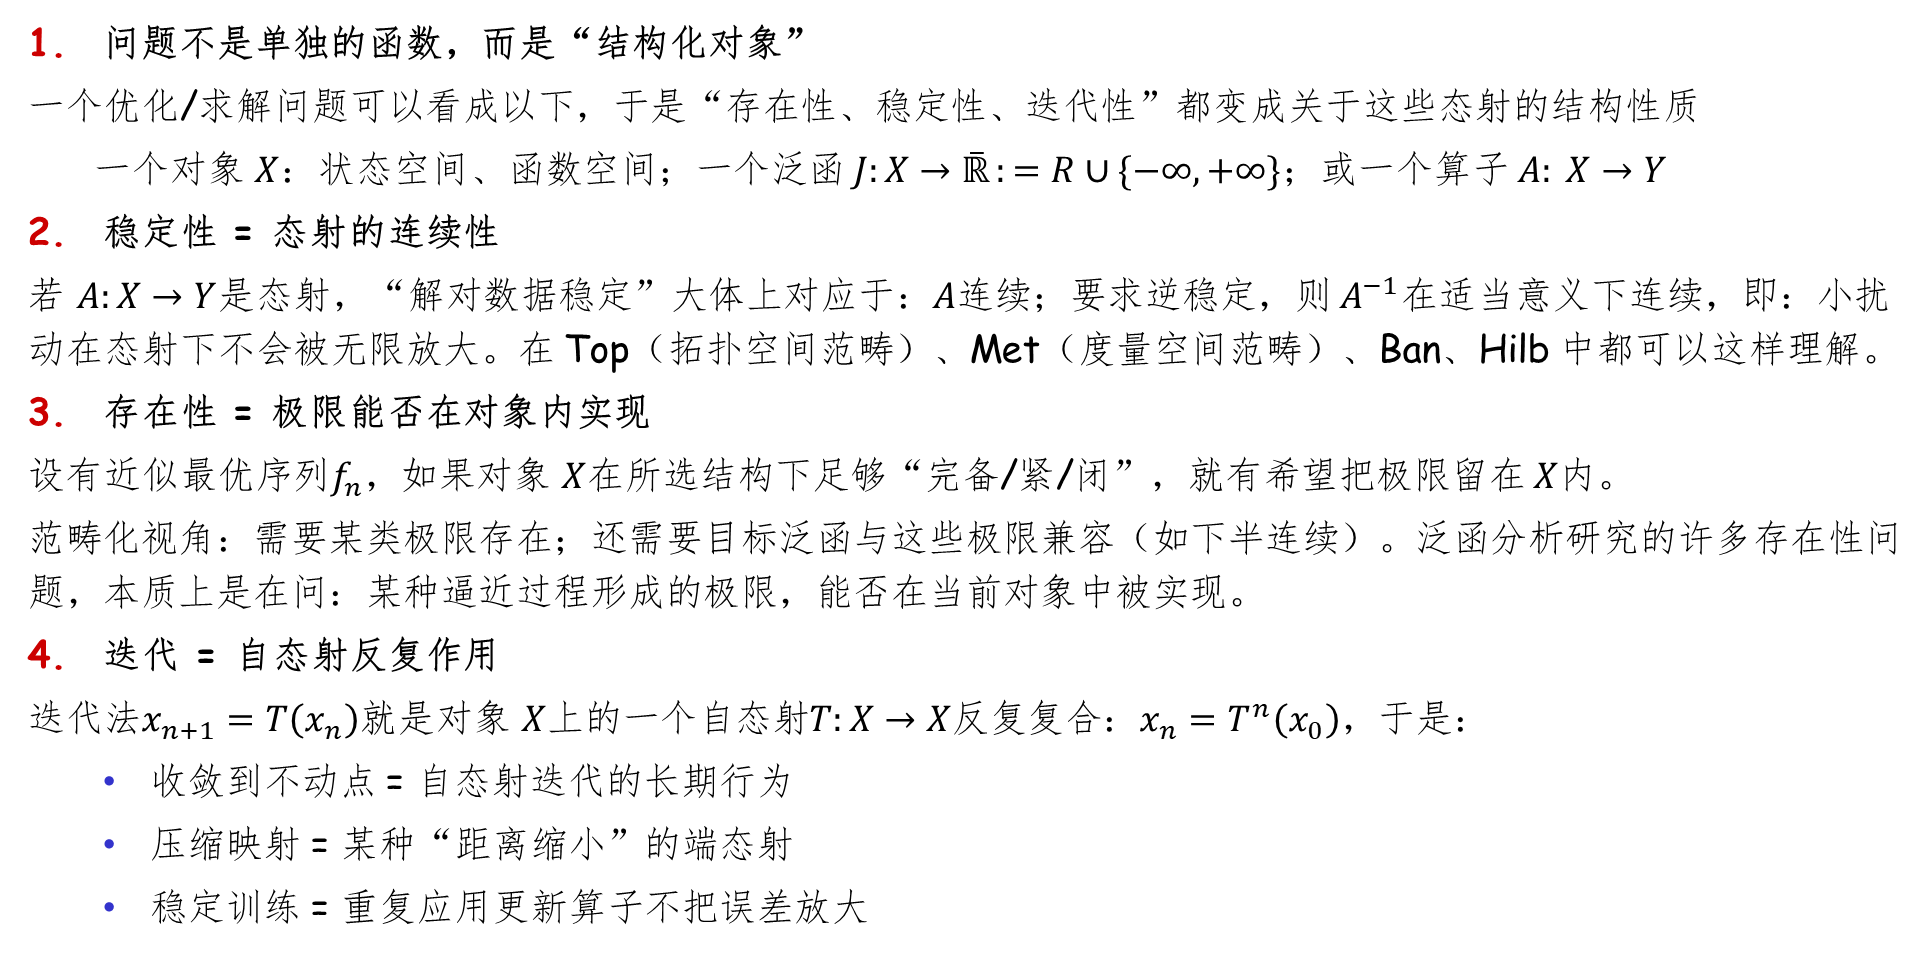 1. 问题不是单独的函数，而是“结构化对象”
一个优化/求解问题可以看成以下，于是“存在性、稳定性、迭代性”都变成关于这些态射的结构性质
一个对象 X：状态空间、函数空间；一个泛函 J: X → ℝ̄ : = R ∪ {−∞, +∞}；或一个算子 A: X → Y
2. 稳定性 = 态射的连续性
若 A: X → Y是态射，“解对数据稳定”大体上对应于：A连续；要求逆稳定，则 A⁻¹在适当意义下连续，即：小扰
动在态射下不会被无限放大。在 Top（拓扑空间范畴）、Met（度量空间范畴）、Ban、Hilb 中都可以这样理解。
3. 存在性 = 极限能否在对象内实现
设有近似最优序列fₙ，如果对象 X在所选结构下足够“完备/紧/闭”，就有希望把极限留在 X内。
范畴化视角：需要某类极限存在；还需要目标泛函与这些极限兼容（如下半连续）。泛函分析研究的许多存在性问
题，本质上是在问：某种逼近过程形成的极限，能否在当前对象中被实现。
4. 迭代 = 自态射反复作用
迭代法xₙ₊₁ = T(xₙ)就是对象 X上的一个自态射T: X → X反复复合：xₙ = Tⁿ(x₀)，于是：
• 收敛到不动点 = 自态射迭代的长期行为
• 压缩映射 = 某种“距离缩小”的端态射
• 稳定训练 = 重复应用更新算子不把误差放大